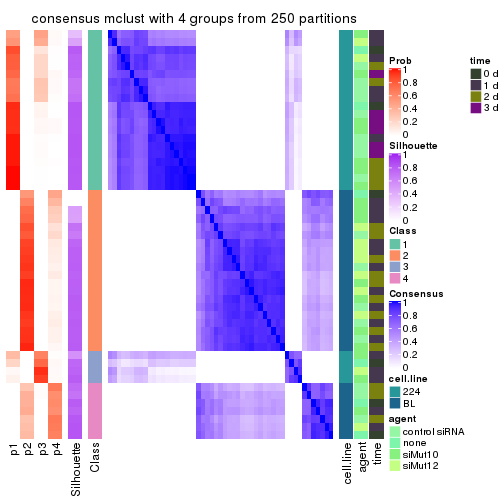 consensus mclust with 4 groups from 250 partitions
p1
p2
p3
p4
Silhouette
Class
cell.line
agent
time
Prob
1
0.8
0.6
0.4
0.2
0
Silhouette
1
0.8
0.6
0.4
0.2
0
Class
1
2
3
4
Consensus
1
0.8
0.6
0.4
0.2
0
cell.line
224
BL
agent
control siRNA
none
siMut10
siMut12
time
0 d
1 d
2 d
3 d